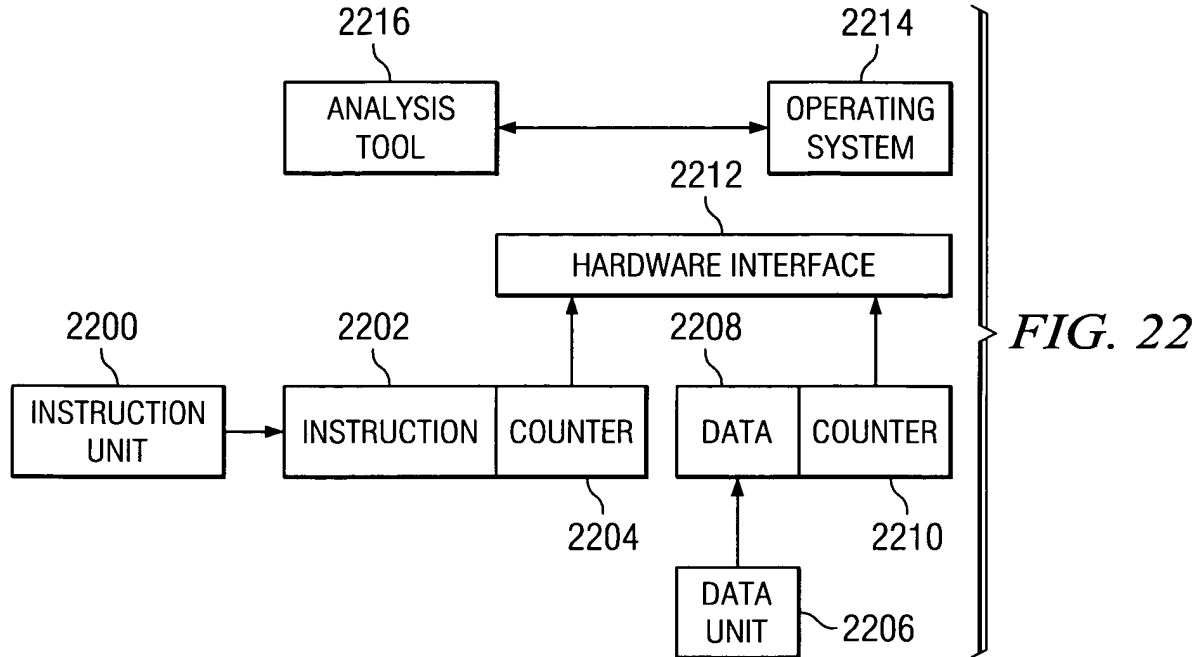 2216
2214
ANALYSIS
TOOL
OPERATING
SYSTEM
2212
HARDWARE INTERFACE
2200
2202
2208
FIG. 22
INSTRUCTION
UNIT
INSTRUCTION
COUNTER
DATA
COUNTER
2204
2210
DATA
UNIT
2206